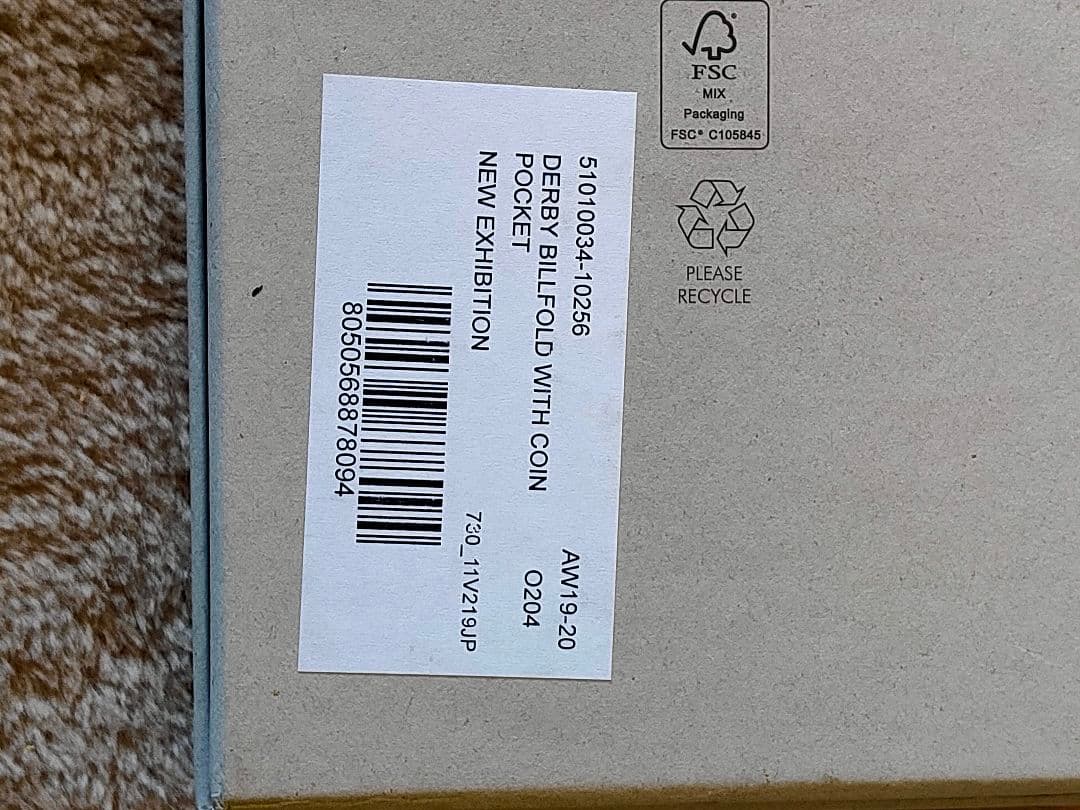 51010034-10256
AW19-20
DERBY BILLFOLD WITH COIN
POCKET
O204
NEW EXHIBITION
730_11V219JP
8050568878094
FSC
MIX
Packaging
FSC® C105845
PLEASE
RECYCLE